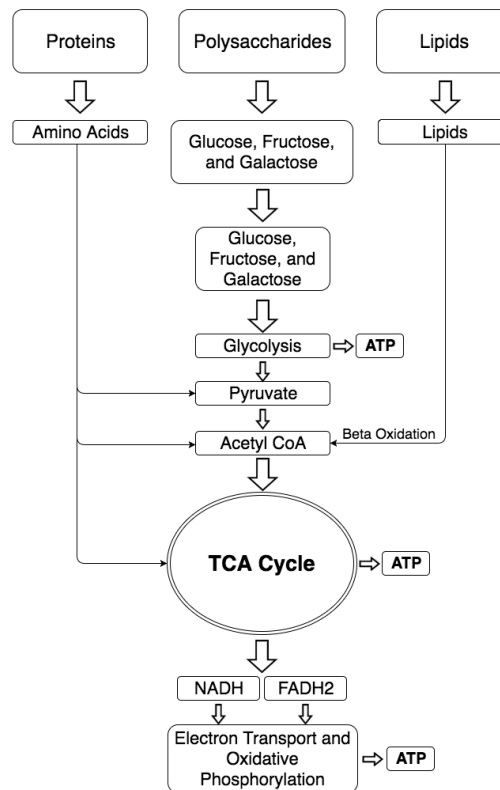 Proteins
Polysaccharides
Lipids
Amino Acids
Glucose, Fructose,
and Galactose
Lipids
Glucose,
Fructose, and
Galactose
Glycolysis
ATP
Pyruvate
Acetyl CoA
Beta Oxidation
TCA Cycle
ATP
NADH
FADH2
Electron Transport and
Oxidative
Phosphorylation
ATP